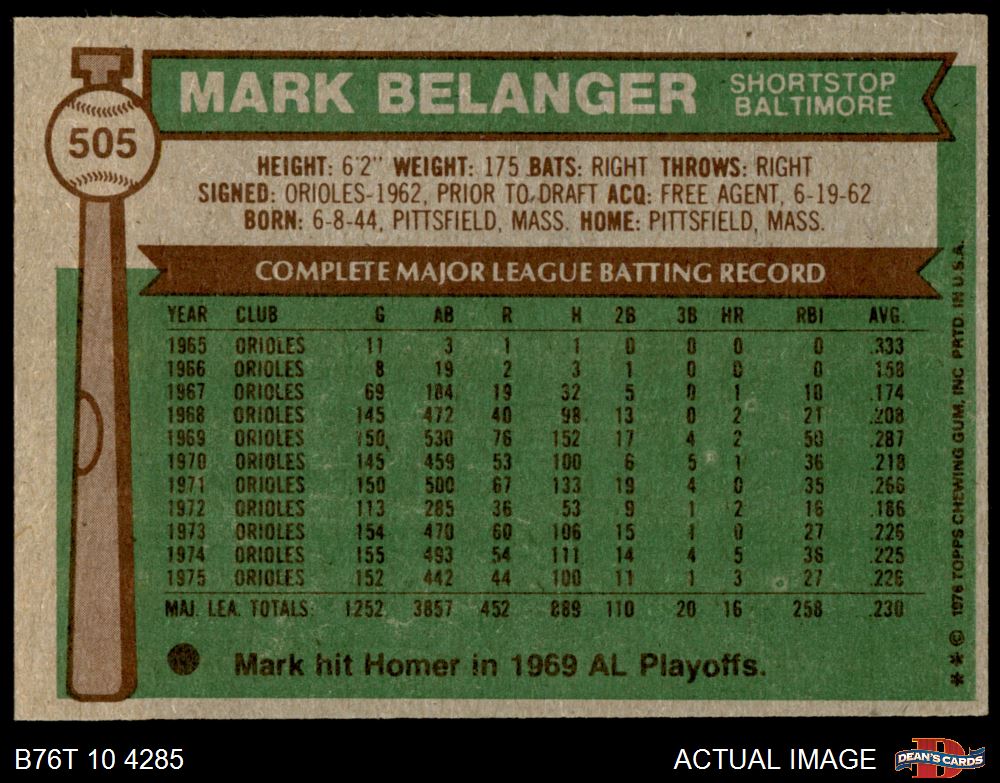 MARK BELANGER
SHORTSTOP
BALTIMORE
505
HEIGHT: 6'2" WEIGHT: 175 BATS: RIGHT THROWS: RIGHT
SIGNED: ORIOLES-1962, PRIOR TO DRAFT ACQ: FREE AGENT, 6-19-62
BORN: 6-8-44, PITTSFIELD, MASS. HOME: PITTSFIELD, MASS.
COMPLETE MAJOR LEAGUE BATTING RECORD
YEAR CLUB G AB R H 2B 3B HR RBI AVG.
1965 ORIOLES 11 3 1 1 0 0 0 0 .333
1966 ORIOLES 8 19 2 3 1 0 0 0 .158
1967 ORIOLES 69 184 19 32 5 0 1 10 .174
1968 ORIOLES 145 472 40 98 13 0 2 21 .208
1969 ORIOLES 150 530 76 152 17 4 2 50 .287
1970 ORIOLES 145 459 53 100 6 5 1 36 .218
1971 ORIOLES 150 500 67 133 19 4 0 35 .266
1972 ORIOLES 113 285 36 53 9 1 2 16 .186
1973 ORIOLES 154 470 60 106 15 1 0 27 .226
1974 ORIOLES 155 493 54 111 14 4 5 36 .225
1975 ORIOLES 152 442 44 100 11 1 3 27 .226
MAJ. LEA. TOTALS: 1252 3857 452 889 110 20 16 258 .230
Mark hit Homer in 1969 AL Playoffs.
* * © 1976 TOPPS CHEWING GUM, INC. PRTD. IN U.S.A.
B76T 10 4285
ACTUAL IMAGE
DEAN'S CARDS